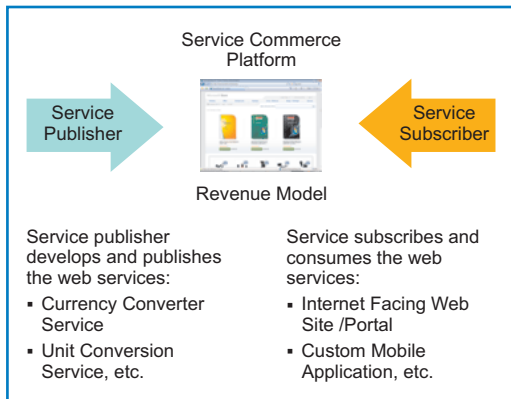 Service Commerce
Platform
Service
Publisher
Service
Subscriber
Revenue Model
Service publisher
develops and publishes
the web services:
▪ Currency Converter
Service
▪ Unit Conversion
Service, etc.
Service subscribes and
consumes the web
services:
▪ Internet Facing Web
Site /Portal
▪ Custom Mobile
Application, etc.